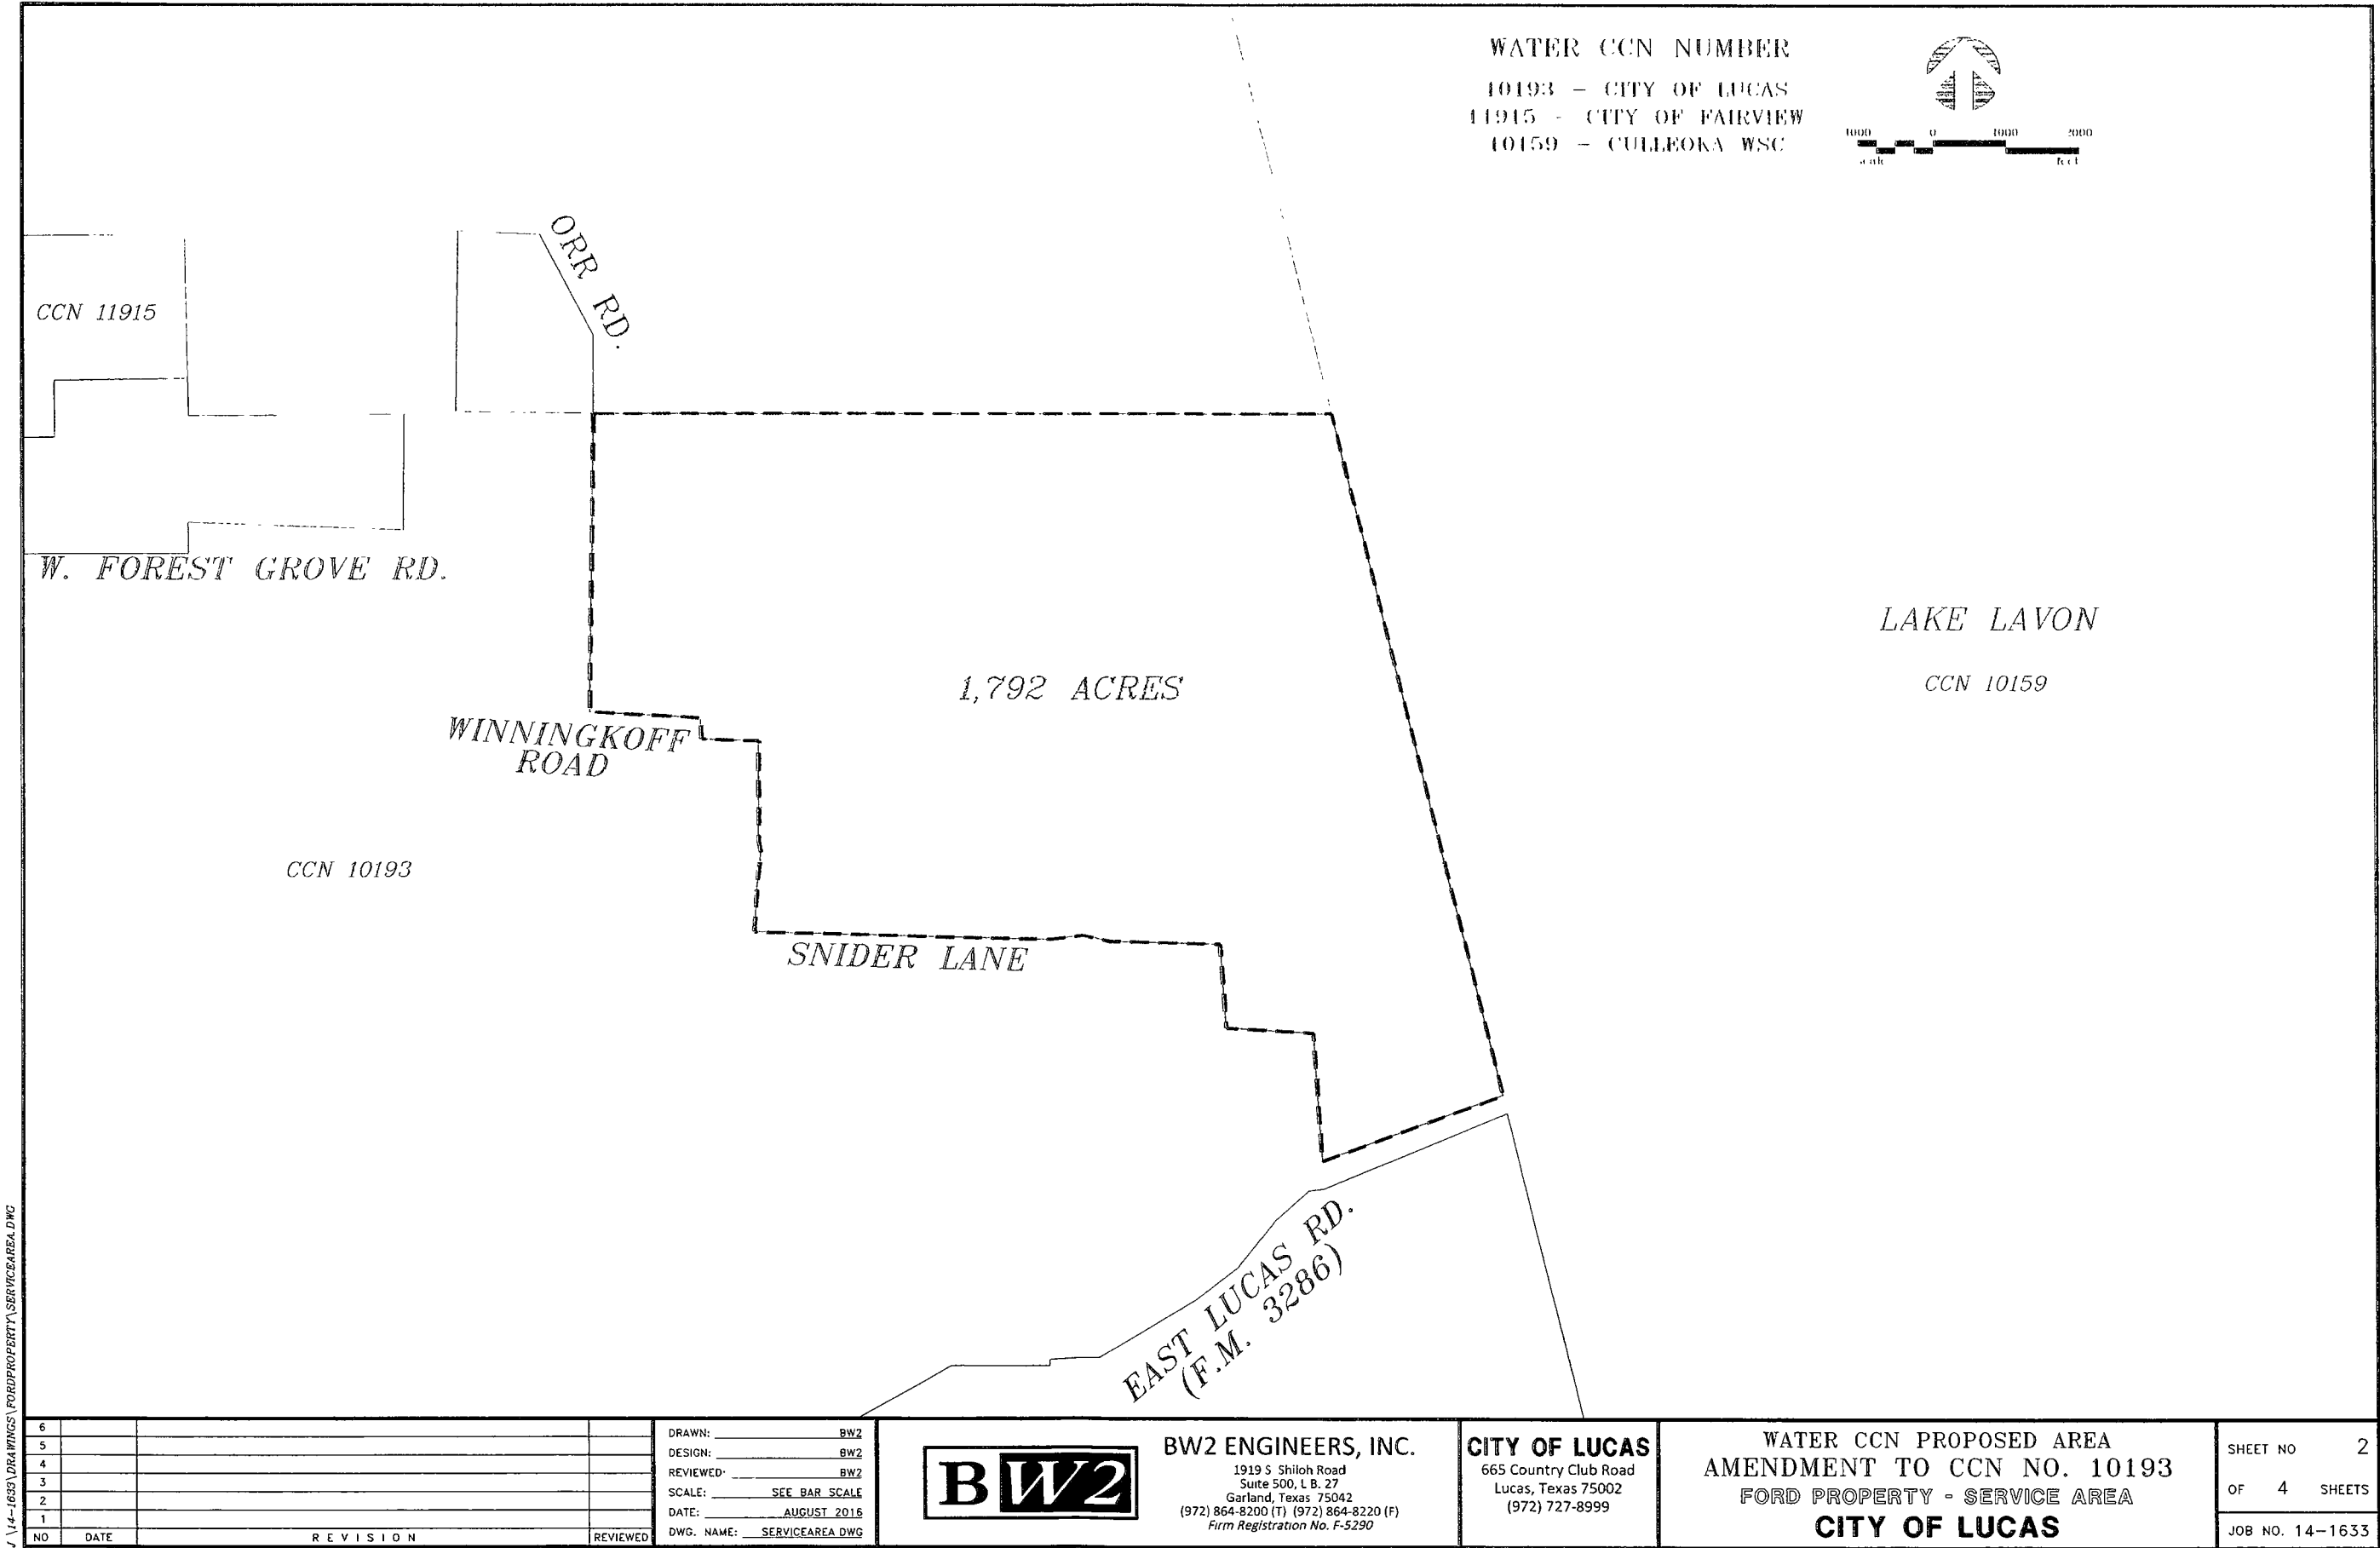 WATER CCN NUMBER
10193 - CITY OF LUCAS
11915 - CITY OF FAIRVIEW
10159 - CULLEOKA WSC
1000 0 1000 2000
scale feet
ORR RD.
CCN 11915
W. FOREST GROVE RD.
LAKE LAVON
CCN 10159
1,792 ACRES
WINNINGKOFF
ROAD
CCN 10193
SNIDER LANE
EAST LUCAS RD.
(F.M. 3286)
J:\14-1633\DRAWINGS\FORDPROPERTY\SERVICEAREA.DWG
6
5
4
3
2
1
NO DATE REVISION REVIEWED
DRAWN: BW2
DESIGN: BW2
REVIEWED: BW2
SCALE: SEE BAR SCALE
DATE: AUGUST 2016
DWG. NAME: SERVICEAREA DWG
BW2
BW2 ENGINEERS, INC.
1919 S Shiloh Road
Suite 500, L B. 27
Garland, Texas 75042
(972) 864-8200 (T) (972) 864-8220 (F)
Firm Registration No. F-5290
CITY OF LUCAS
665 Country Club Road
Lucas, Texas 75002
(972) 727-8999
WATER CCN PROPOSED AREA
AMENDMENT TO CCN NO. 10193
FORD PROPERTY - SERVICE AREA
CITY OF LUCAS
SHEET NO 2
OF 4 SHEETS
JOB NO. 14-1633